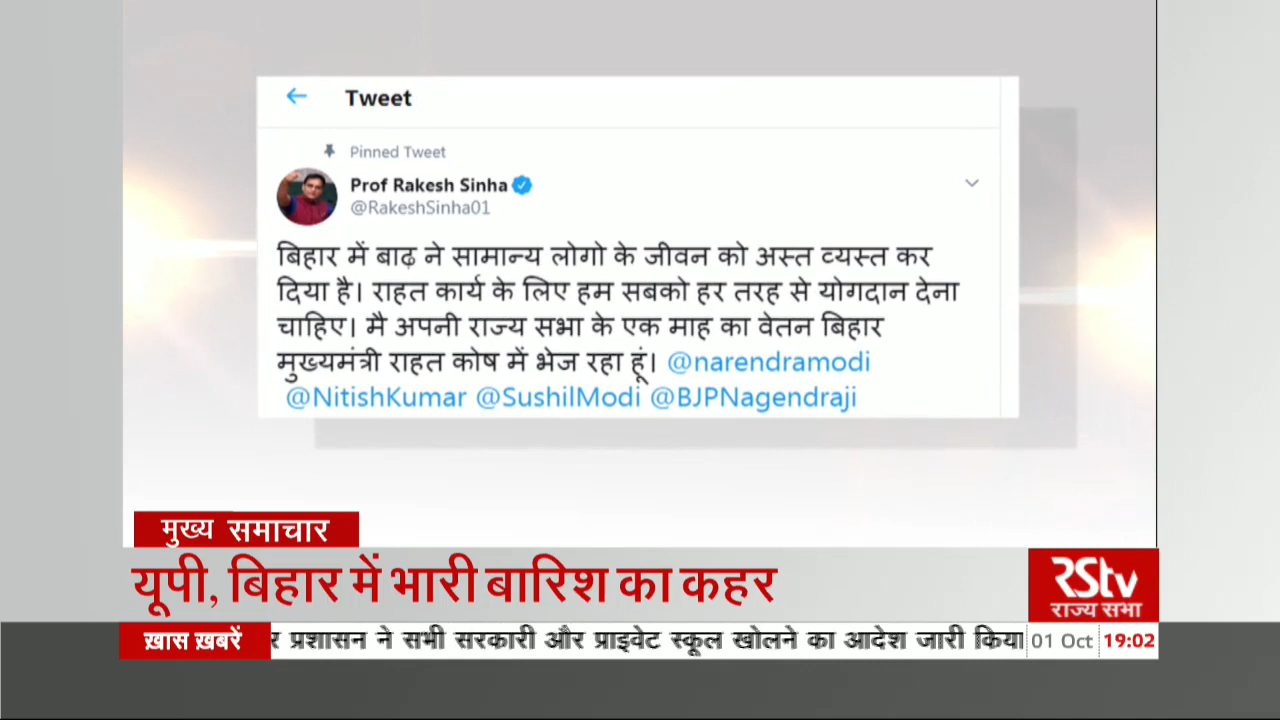 Tweet
Pinned Tweet
Prof Rakesh Sinha
@RakeshSinha01
बिहार में बाढ़ ने सामान्य लोगो के जीवन को अस्त व्यस्त कर
दिया है। राहत कार्य के लिए हम सबको हर तरह से योगदान देना
चाहिए। मै अपनी राज्य सभा के एक माह का वेतन बिहार
मुख्यमंत्री राहत कोष में भेज रहा हूं। @narendramodi
@NitishKumar @SushilModi @BJPNagendraji
मुख्य समाचार
यूपी, बिहार में भारी बारिश का कहर
RStv
राज्य सभा
ख़ास ख़बरें
प्रशासन ने सभी सरकारी और प्राइवेट स्कूल खोलने का आदेश जारी किया
01 Oct
19:02